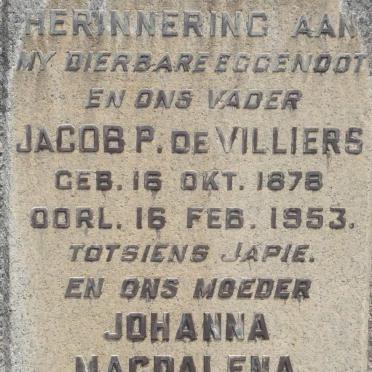 HERINNERING AAN
MY DIERBARE EGGENOOT
EN ONS VADER
JACOB P. DE VILLIERS
GEB. 16 OKT. 1878
OORL. 16 FEB. 1953.
TOTSIENS JAPIE.
EN ONS MOEDER
JOHANNA
MAGDALENA